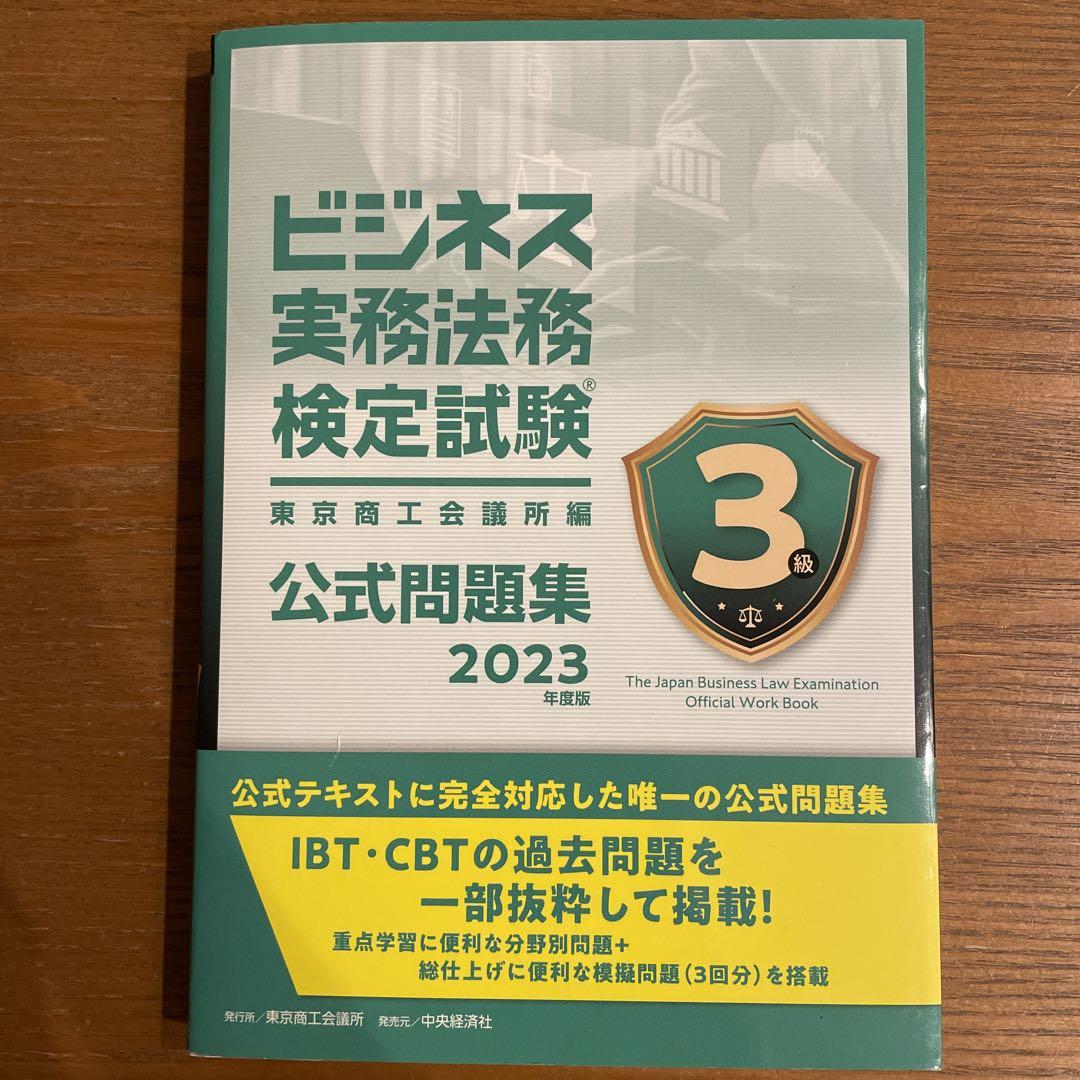 ビジネス
実務法務
検定試験®
東京商工会議所編
公式問題集
2023
年度版
3
級
The Japan Business Law Examination
Official Work Book
公式テキストに完全対応した唯一の公式問題集
IBT・CBTの過去問題を
一部抜粋して掲載!
重点学習に便利な分野別問題+
総仕上げに便利な模擬問題(3回分)を搭載
発行所/東京商工会議所 発売元/中央経済社